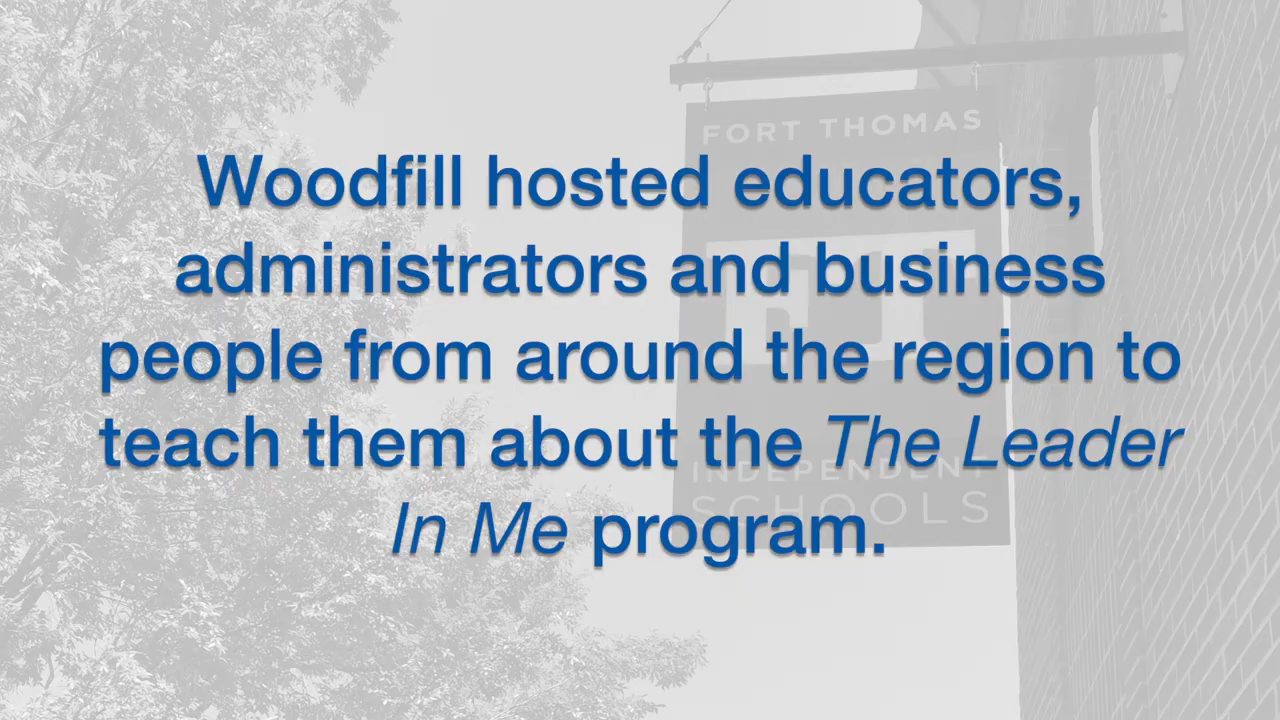 FORT THOMAS
Woodfill hosted educators,
administrators and business
people from around the region to
teach them about the The Leader
In Me program.
INDEPENDENT
SCHOOLS